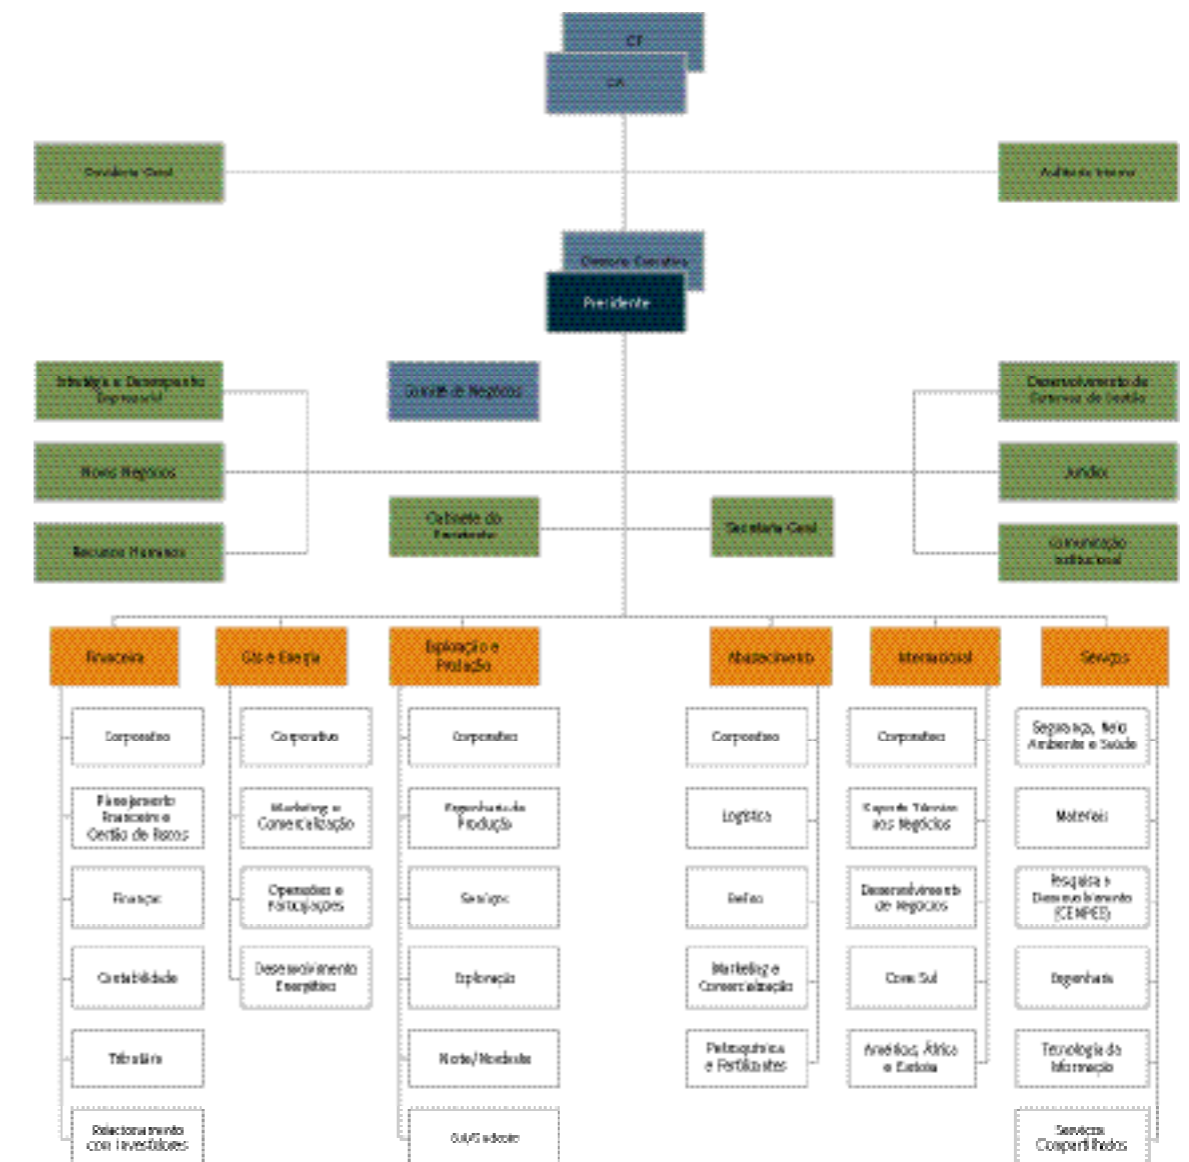 CF
CA
Ouvidoria Geral
Auditoria Interna
Diretoria Executiva
Presidente
Estratégia e Desempenho
Empresarial
Comitê de Negócios
Desenvolvimento de
Sistemas de Gestão
Novos Negócios
Jurídico
Gabinete do
Presidente
Secretaria Geral
Recursos Humanos
Comunicação
Institucional
Financeira
Gás e Energia
Exploração e
Produção
Abastecimento
Internacional
Serviços
Corporativo
Planejamento
Financeiro e
Gestão de Riscos
Finanças
Contabilidade
Tributário
Relacionamento
com Investidores
Corporativo
Marketing e
Comercialização
Operações e
Participações
Desenvolvimento
Energético
Corporativo
Engenharia de
Produção
Serviços
Exploração
Norte/Nordeste
Sul/Sudeste
Corporativo
Logística
Refino
Marketing e
Comercialização
Petroquímica
e Fertilizantes
Corporativo
Suporte Técnico
aos Negócios
Desenvolvimento
de Negócios
Cone Sul
Américas, África
e Eurásia
Segurança, Meio
Ambiente e Saúde
Materiais
Pesquisa e
Desenvolvimento
(CENPES)
Engenharia
Tecnologia da
Informação
Serviços
Compartilhados